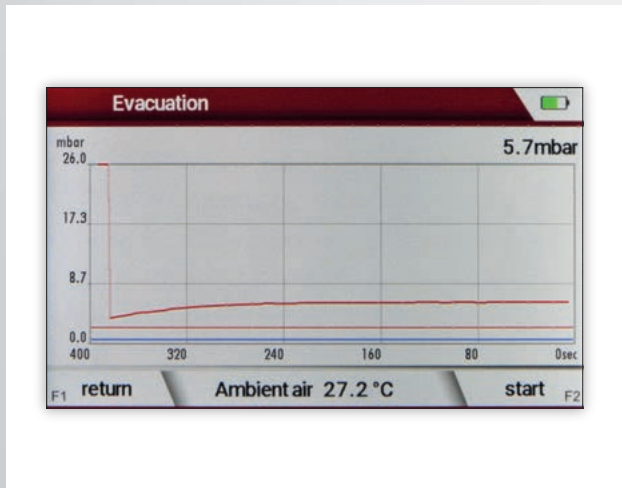 Evacuation
mbar
26.0
5.7mbar
17.3
8.7
0.0
400 320 240 160 80 0sec
F1 return Ambient air 27.2 °C start F2